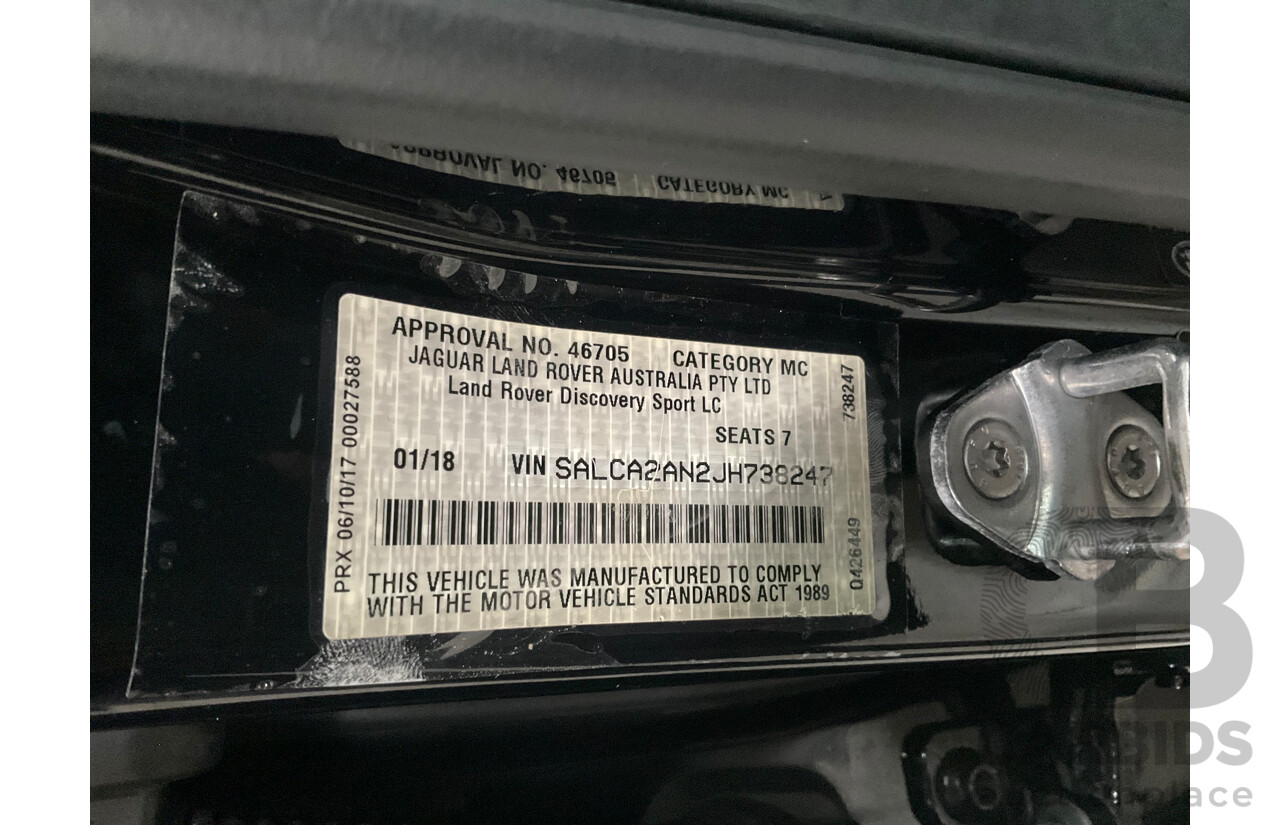 APPROVAL NO. 46705 CATEGORY MC
APPROVAL NO. 46705 CATEGORY MC
JAGUAR LAND ROVER AUSTRALIA PTY LTD
Land Rover Discovery Sport LC
SEATS 7
01/18 VIN SALCA2AN2JH738247
THIS VEHICLE WAS MANUFACTURED TO COMPLY
WITH THE MOTOR VEHICLE STANDARDS ACT 1989
PRX 06/10/17 00027588
738247
0426449
B
BIDS
place